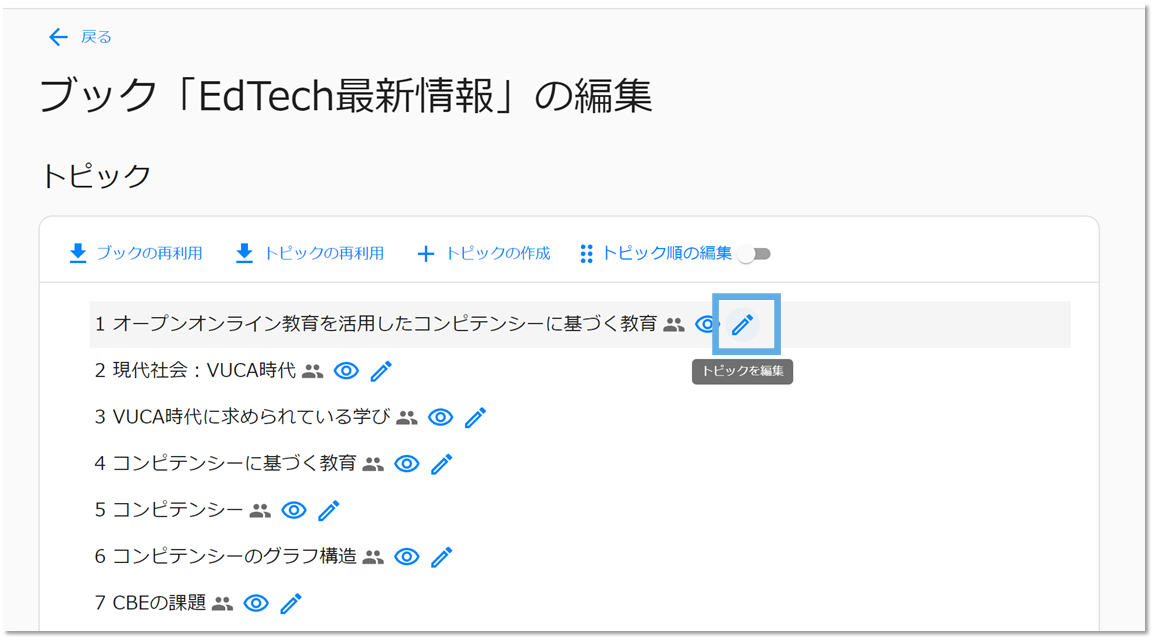 戻る
ブック「EdTech最新情報」の編集
トピック
ブックの再利用 トピックの再利用 トピックの作成 トピック順の編集
1 オープンオンライン教育を活用したコンピテンシーに基づく教育
トピックを編集
2 現代社会：VUCA時代
3 VUCA時代に求められている学び
4 コンピテンシーに基づく教育
5 コンピテンシー
6 コンピテンシーのグラフ構造
7 CBEの課題